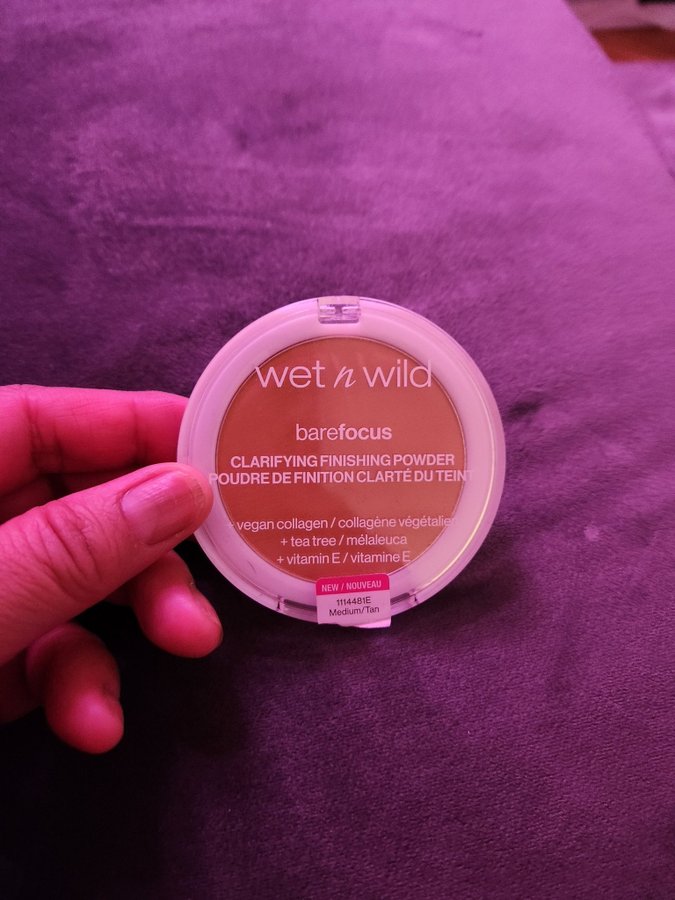 wet n wild
barefocus
CLARIFYING FINISHING POWDER
POUDRE DE FINITION CLARTÉ DU TEINT
+ vegan collagen / collagène végétalien
+ tea tree / mélaleuca
+ vitamin E / vitamine E
NEW / NOUVEAU
1114481E
Medium/Tan